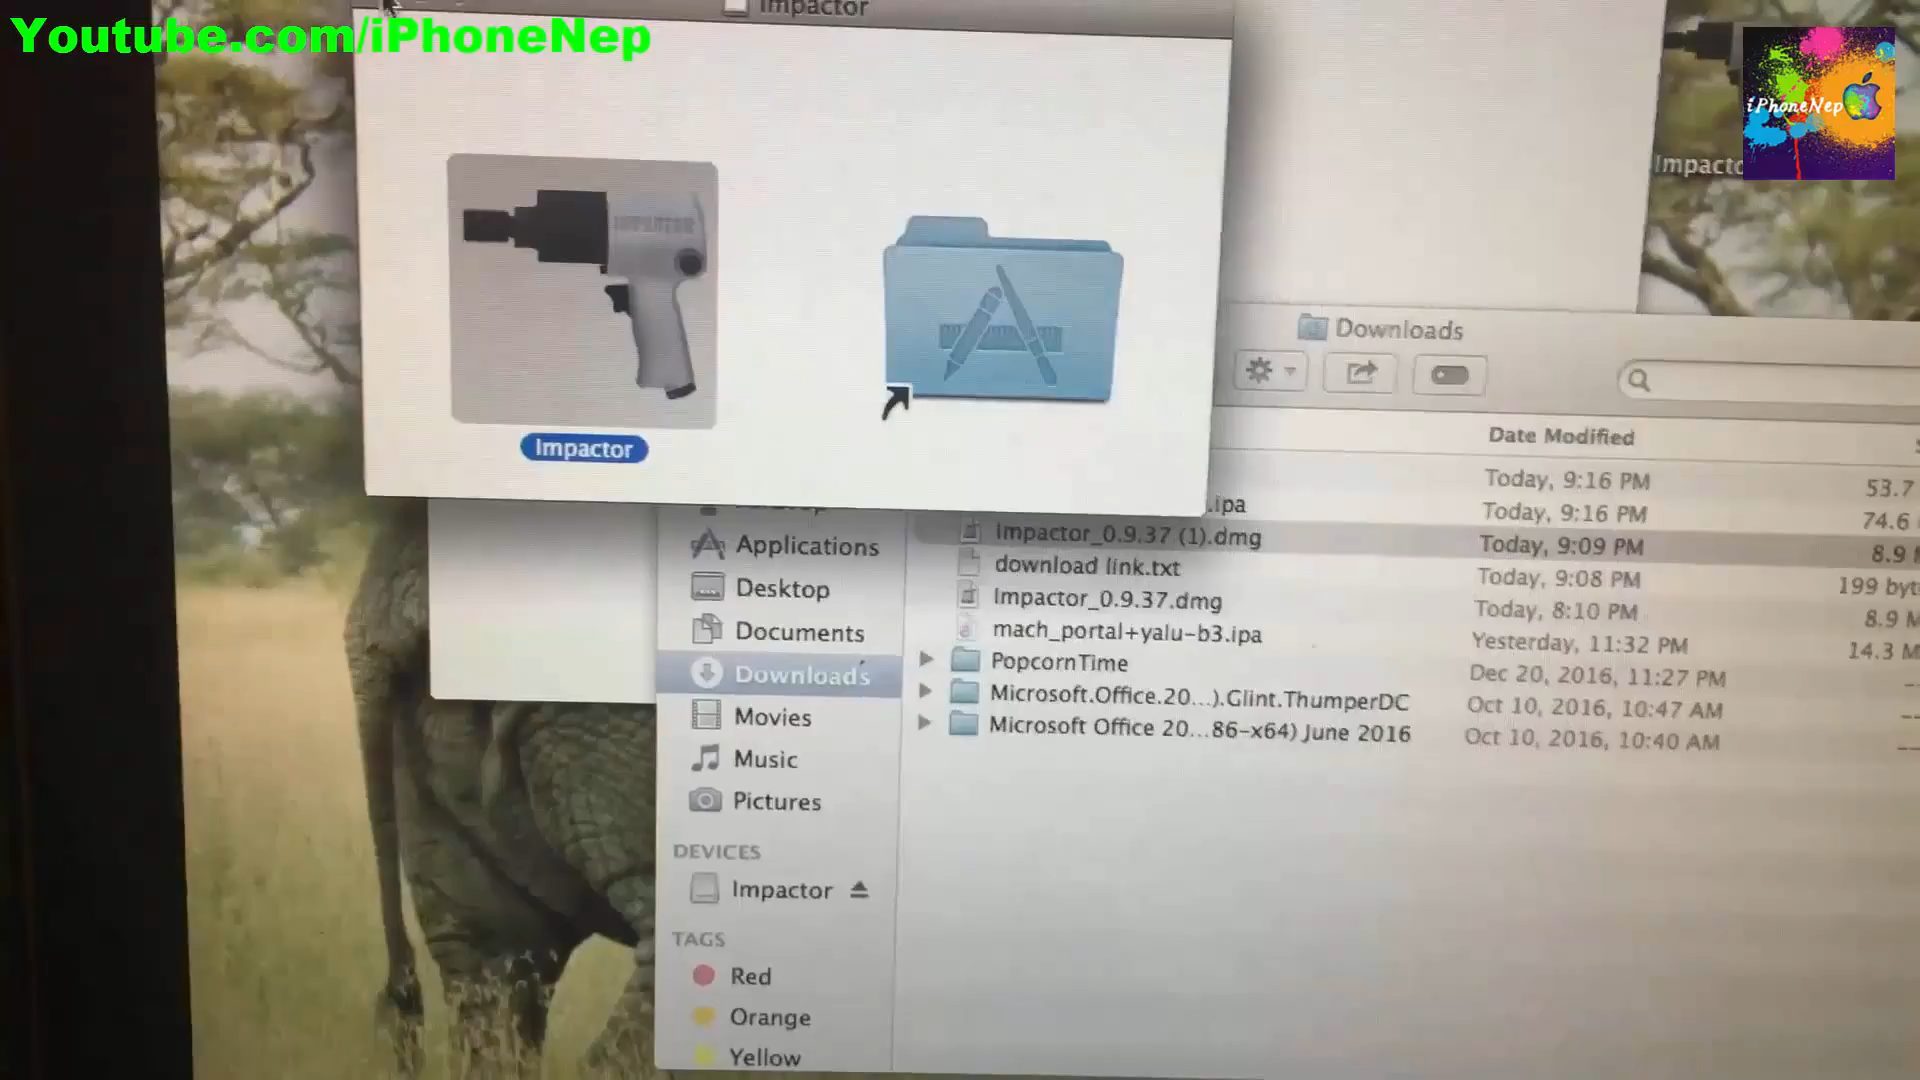 Youtube.com/iPhoneNep
Impactor
iPhoneNep
IMPACTOR
Impactor
Downloads
Date Modified
Today, 9:16 PM
53.7
.ipa
Today, 9:16 PM
74.6
Impactor_0.9.37 (1).dmg
Today, 9:09 PM
8.9
download link.txt
Today, 9:08 PM
199 byt
Impactor_0.9.37.dmg
Today, 8:10 PM
8.9 M
mach_portal+yalu-b3.ipa
Yesterday, 11:32 PM
14.3 M
PopcornTime
Dec 20, 2016, 11:27 PM
--
Microsoft.Office.20...).Glint.ThumperDC
Oct 10, 2016, 10:47 AM
--
Microsoft Office 20...86-x64) June 2016
Oct 10, 2016, 10:40 AM
--
Applications
Desktop
Documents
Downloads
Movies
Music
Pictures
DEVICES
Impactor
TAGS
Red
Orange
Yellow